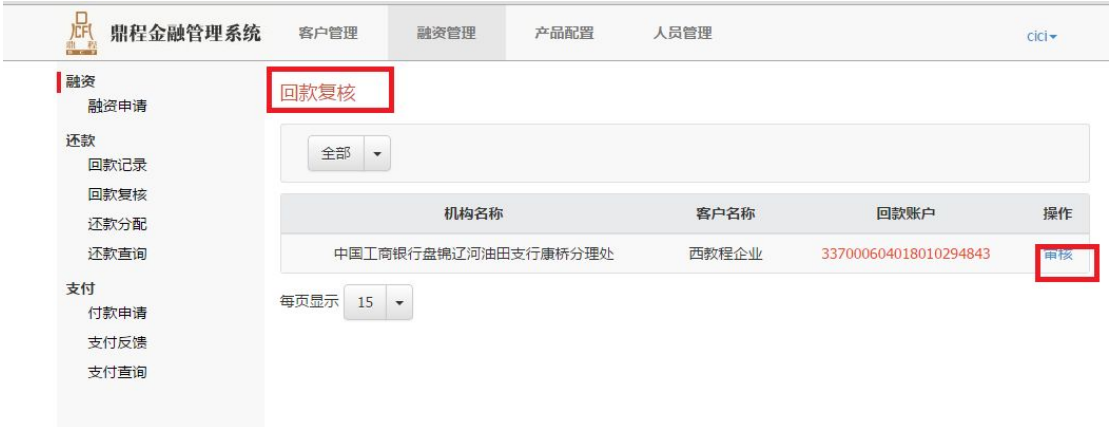 JCF
鼎程
鼎程金融管理系统 客户管理 融资管理 产品配置 人员管理 cici
融资
融资申请
还款
回款记录
回款复核
还款分配
还款查询
支付
付款申请
支付反馈
支付查询
回款复核
全部
机构名称 客户名称 回款账户 操作
中国工商银行盘锦辽河油田支行康桥分理处 西教程企业 337000604018010294843 审核
每页显示 15